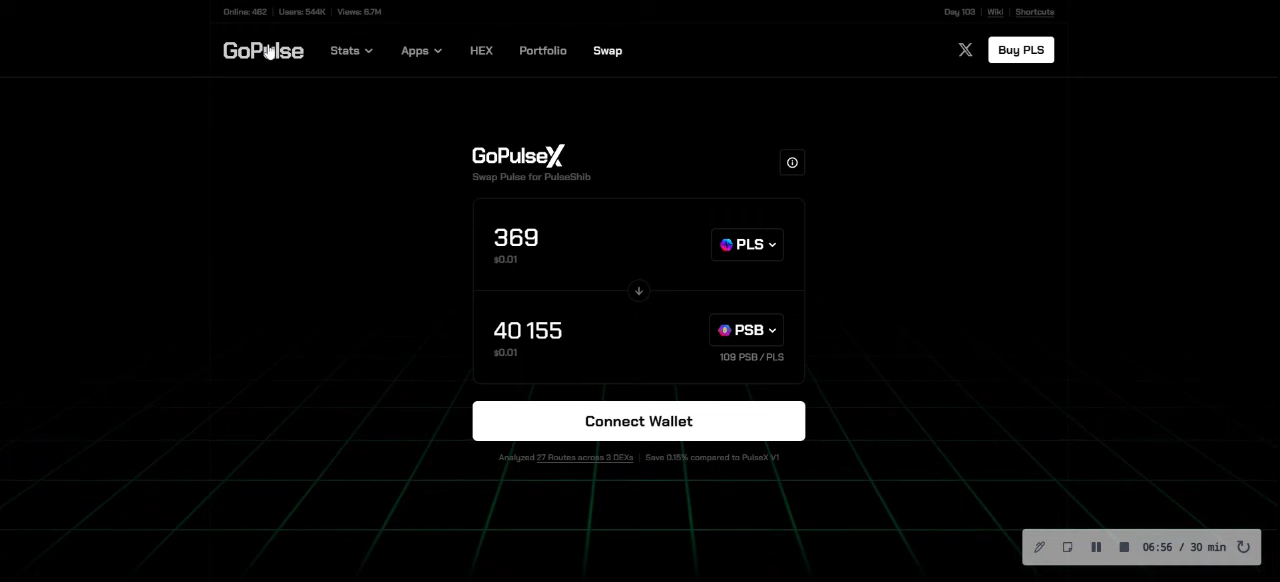 Online: 462 | Users: 544K | Views: 6.7M
Day 103 | Wiki | Shortcuts
GoPulse Stats Apps HEX Portfolio Swap Buy PLS
GoPulseX
Swap Pulse for PulseShib
369 PLS
$0.01
40 155 PSB
$0.01 109 PSB / PLS
Connect Wallet
Analyzed 27 Routes across 3 DEXs | Save 0.15% compared to PulseX V1
06:56 / 30 min